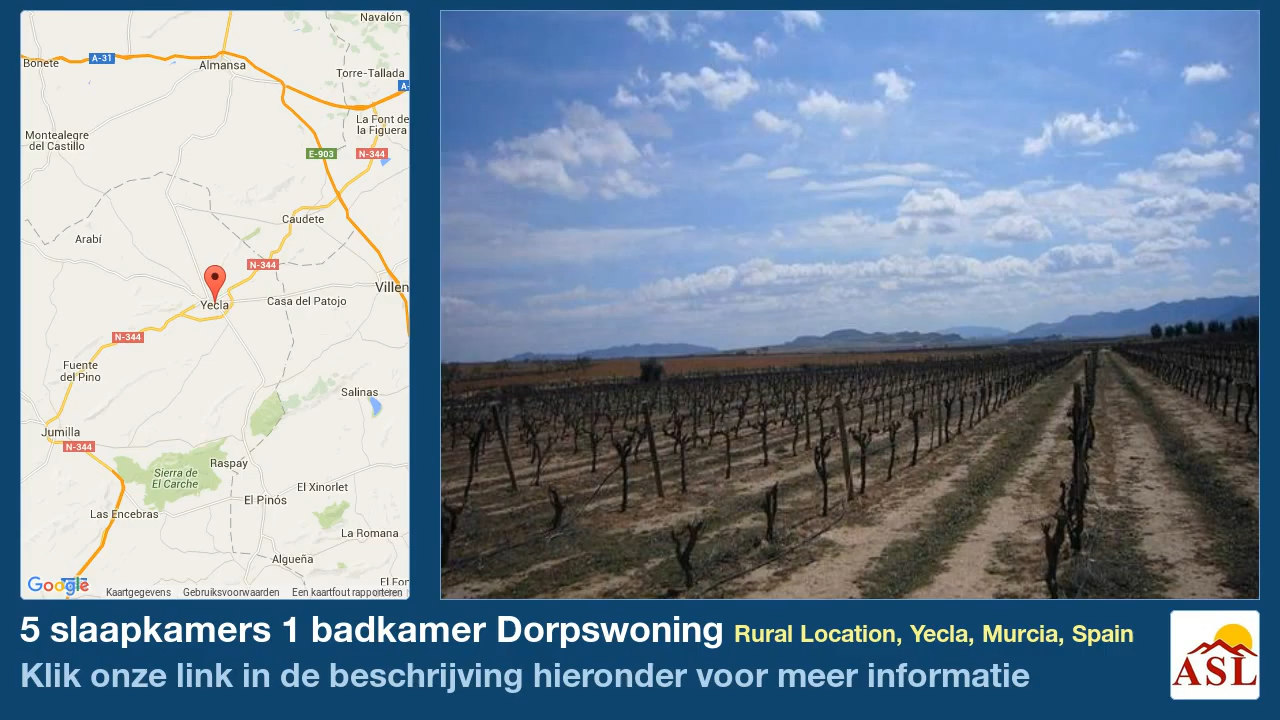 Navalón
Bonete
A-31
Almansa
Torre-Tallada
A-
La Font de
la Figuera
Montealegre
del Castillo
E-903
N-344
Caudete
Arabí
N-344
Villen
Yecla
Casa del Patojo
N-344
Fuente
del Pino
Salinas
Jumilla
N-344
Raspay
Sierra de
El Carche
El Xinorlet
El Pinós
Las Encebras
La Romana
Algueña
El Fon
Google
Kaartgegevens Gebruiksvoorwaarden Een kaartfout rapporteren
5 slaapkamers 1 badkamer Dorpswoning Rural Location, Yecla, Murcia, Spain
Klik onze link in de beschrijving hieronder voor meer informatie
ASL